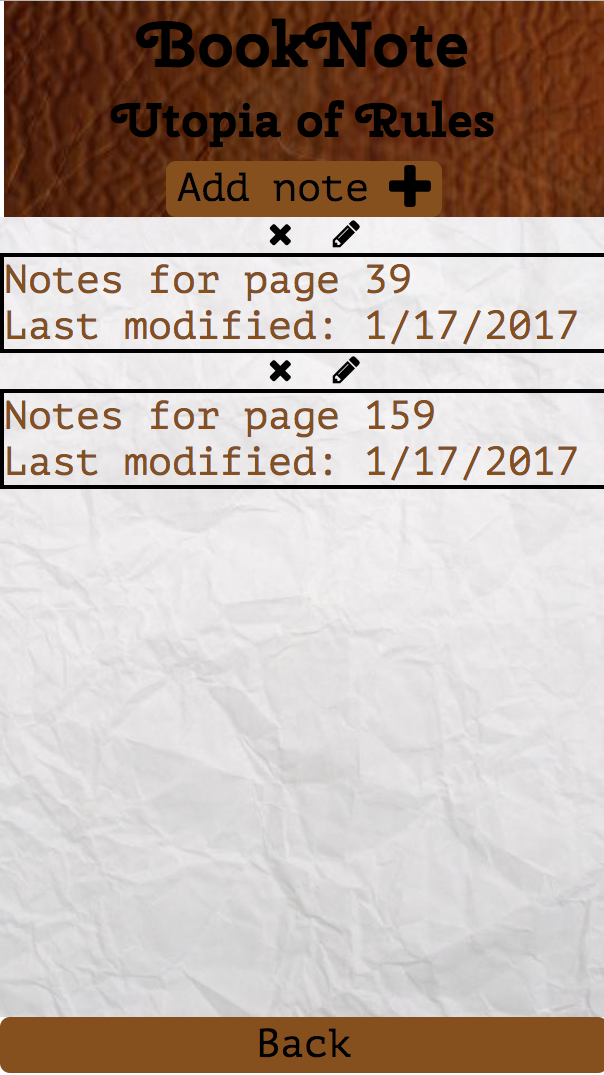 BookNote
Utopia of Rules
Add note
Notes for page 39
Last modified: 1/17/2017
Notes for page 159
Last modified: 1/17/2017
Back